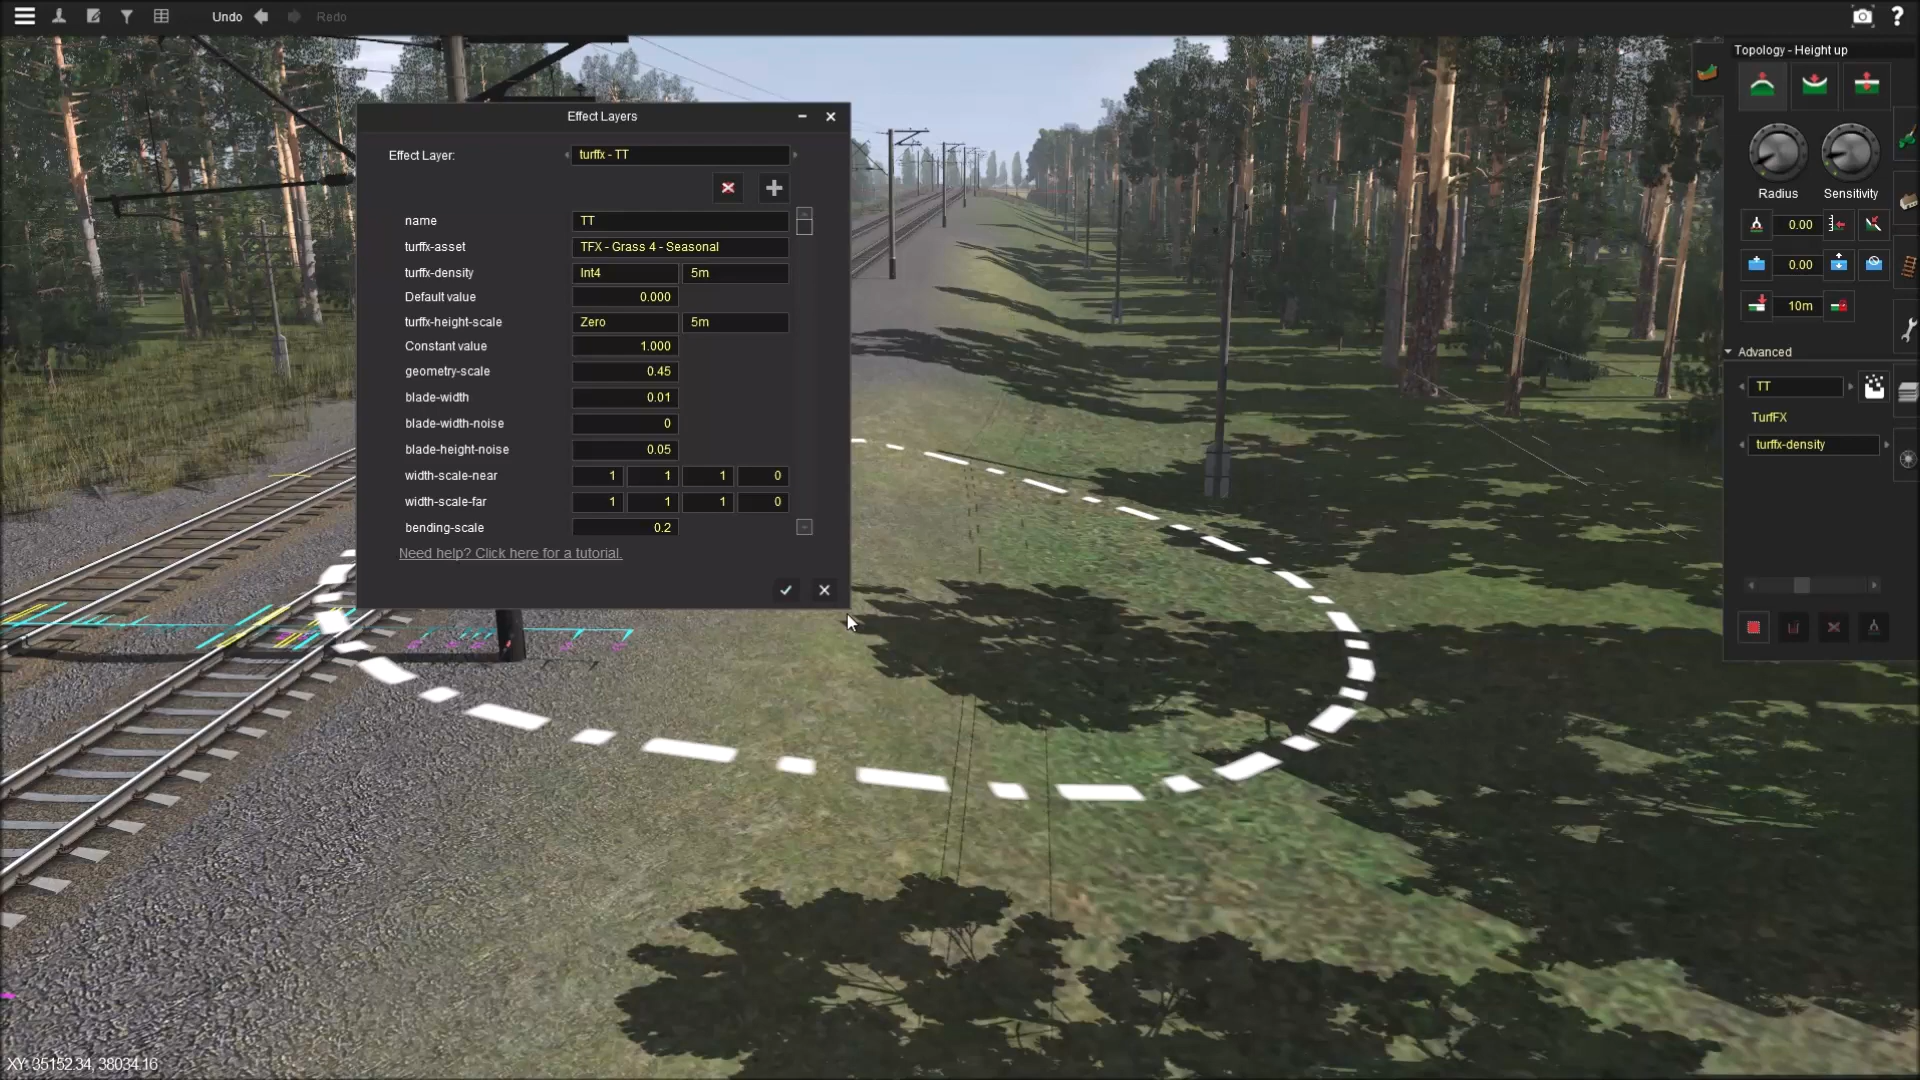 Undo
Redo
Topology - Height up
Effect Layers
Effect Layer:
turffx - TT
name
TT
turffx-asset
TFX - Grass 4 - Seasonal
turffx-density
Int4
5m
Default value
0.000
turffx-height-scale
Zero
5m
Constant value
1.000
geometry-scale
0.45
blade-width
0.01
blade-width-noise
0
blade-height-noise
0.05
width-scale-near
1
1
1
0
width-scale-far
1
1
1
0
bending-scale
0.2
Need help? Click here for a tutorial.
Radius
Sensitivity
0.00
0.00
10m
Advanced
TT
TurfFX
turffx-density
XY: 35152.34, 38034.16